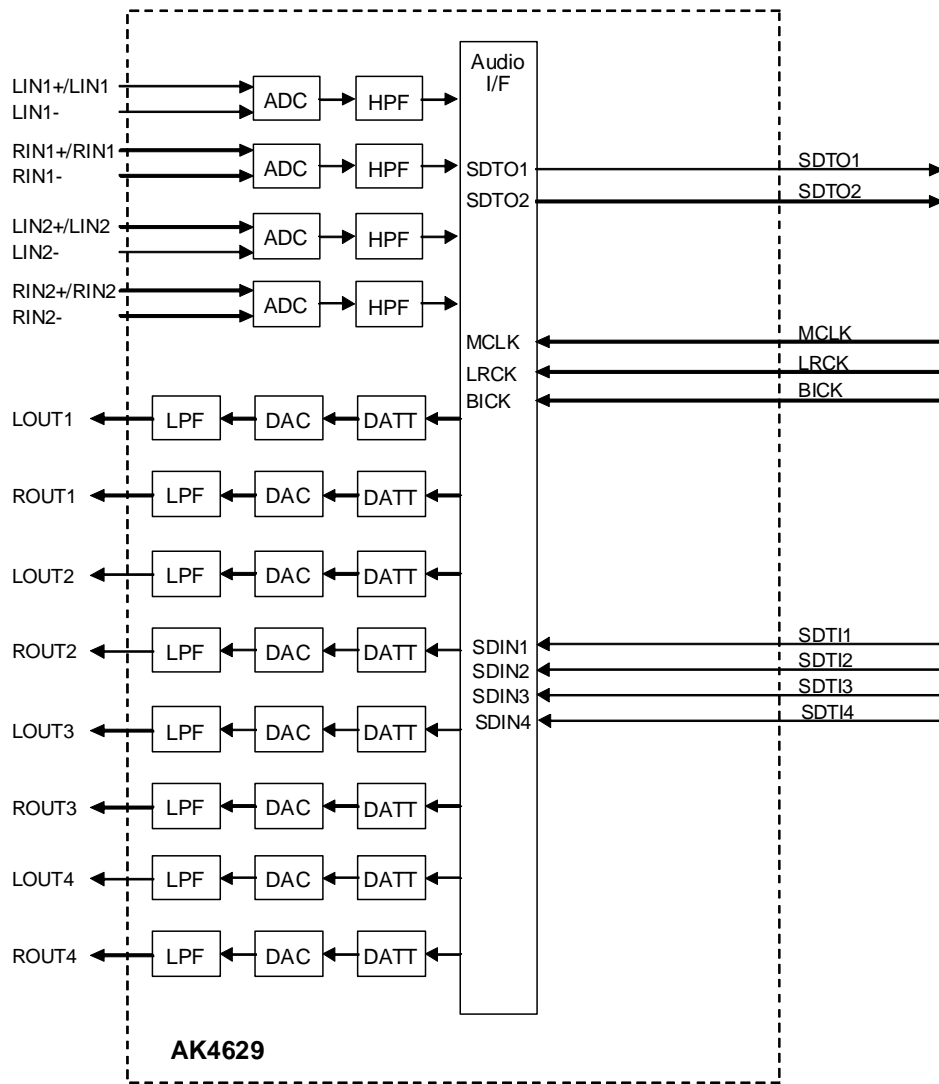 Audio
I/F
LIN1+/LIN1
LIN1-
ADC
HPF
RIN1+/RIN1
RIN1-
ADC
HPF
SDTO1
SDTO1
SDTO2
SDTO2
LIN2+/LIN2
LIN2-
ADC
HPF
RIN2+/RIN2
RIN2-
ADC
HPF
MCLK
MCLK
LRCK
LRCK
BICK
BICK
LOUT1
LPF
DAC
DATT
ROUT1
LPF
DAC
DATT
LOUT2
LPF
DAC
DATT
ROUT2
LPF
DAC
DATT
SDIN1
SDTI1
SDIN2
SDTI2
SDIN3
SDTI3
SDIN4
SDTI4
LOUT3
LPF
DAC
DATT
ROUT3
LPF
DAC
DATT
LOUT4
LPF
DAC
DATT
ROUT4
LPF
DAC
DATT
AK4629